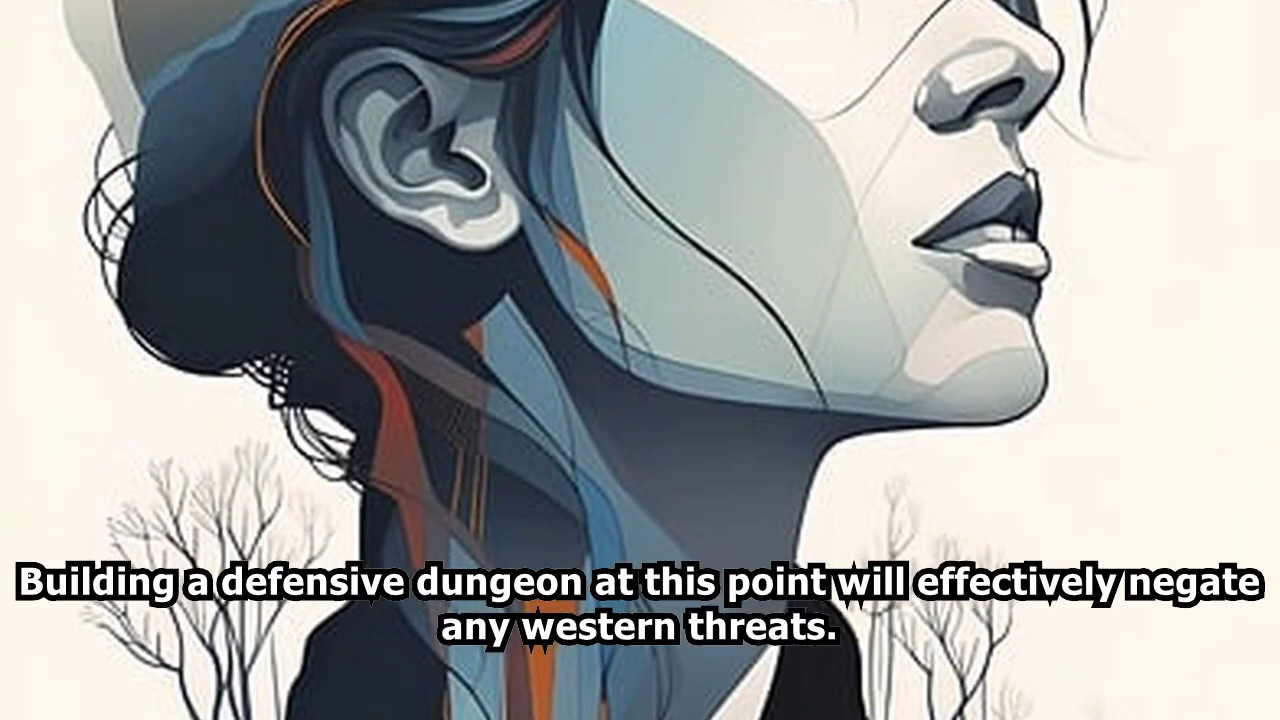 Building a defensive dungeon at this point will effectively negate
any western threats.